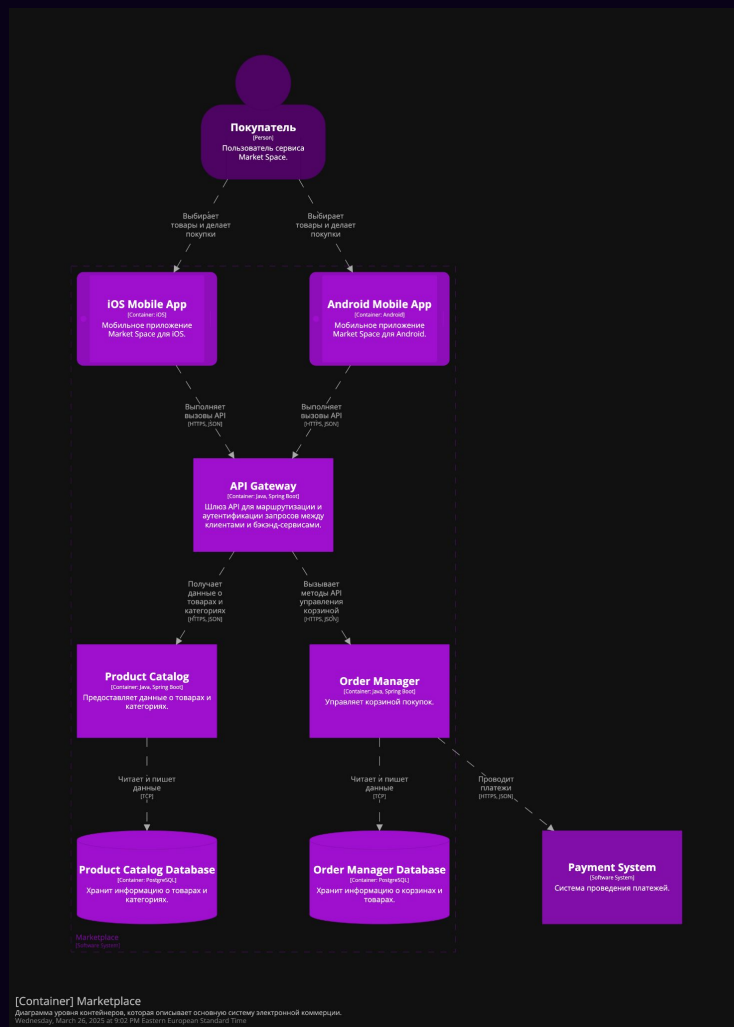 Покупатель
[Person]
Пользователь сервиса
Market Space.
Выбирает
товары и делает
покупки
Выбирает
товары и делает
покупки
iOS Mobile App
[Container: iOS]
Мобильное приложение
Market Space для iOS.
Android Mobile App
[Container: Android]
Мобильное приложение
Market Space для Android.
Выполняет
вызовы API
[HTTPS, JSON]
Выполняет
вызовы API
[HTTPS, JSON]
API Gateway
[Container: Java, Spring Boot]
Шлюз API для маршрутизации и
аутентификации запросов между
клиентами и бэкэнд-сервисами.
Получает
данные о
товарах и
категориях
[HTTPS, JSON]
Вызывает
методы API
управления
корзиной
[HTTPS, JSON]
Product Catalog
[Container: Java, Spring Boot]
Предоставляет данные о товарах и
категориях.
Order Manager
[Container: Java, Spring Boot]
Управляет корзиной покупок.
Читает и пишет
данные
[TCP]
Читает и пишет
данные
[TCP]
Проводит
платежи
[HTTPS, JSON]
Product Catalog Database
[Container: PostgreSQL]
Хранит информацию о товарах и
категориях.
Order Manager Database
[Container: PostgreSQL]
Хранит информацию о корзинах и
товарах.
Payment System
[Software System]
Система проведения платежей.
Marketplace
[Software System]
[Container] Marketplace
Диаграмма уровня контейнеров, которая описывает основную систему электронной коммерции.
Wednesday, March 26, 2025 at 9:02 PM Eastern European Standard Time